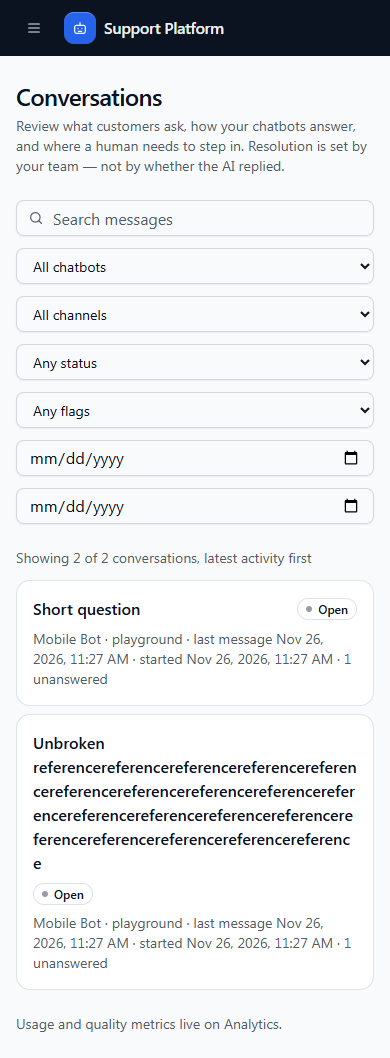 Support Platform
Conversations
Review what customers ask, how your chatbots answer,
and where a human needs to step in. Resolution is set by
your team — not by whether the AI replied.
Search messages
All chatbots
All channels
Any status
Any flags
mm/dd/yyyy
mm/dd/yyyy
Showing 2 of 2 conversations, latest activity first
Short question
Open
Mobile Bot · playground · last message Nov 26,
2026, 11:27 AM · started Nov 26, 2026, 11:27 AM · 1
unanswered
Unbroken
referencereferencereferencereferencereferen
cereferencereferencereferencereferencerefer
encereferencereferencereferencereferencere
ferencereferencereferencereferencereferenc
e
Open
Mobile Bot · playground · last message Nov 26,
2026, 11:27 AM · started Nov 26, 2026, 11:27 AM · 1
unanswered
Usage and quality metrics live on Analytics.